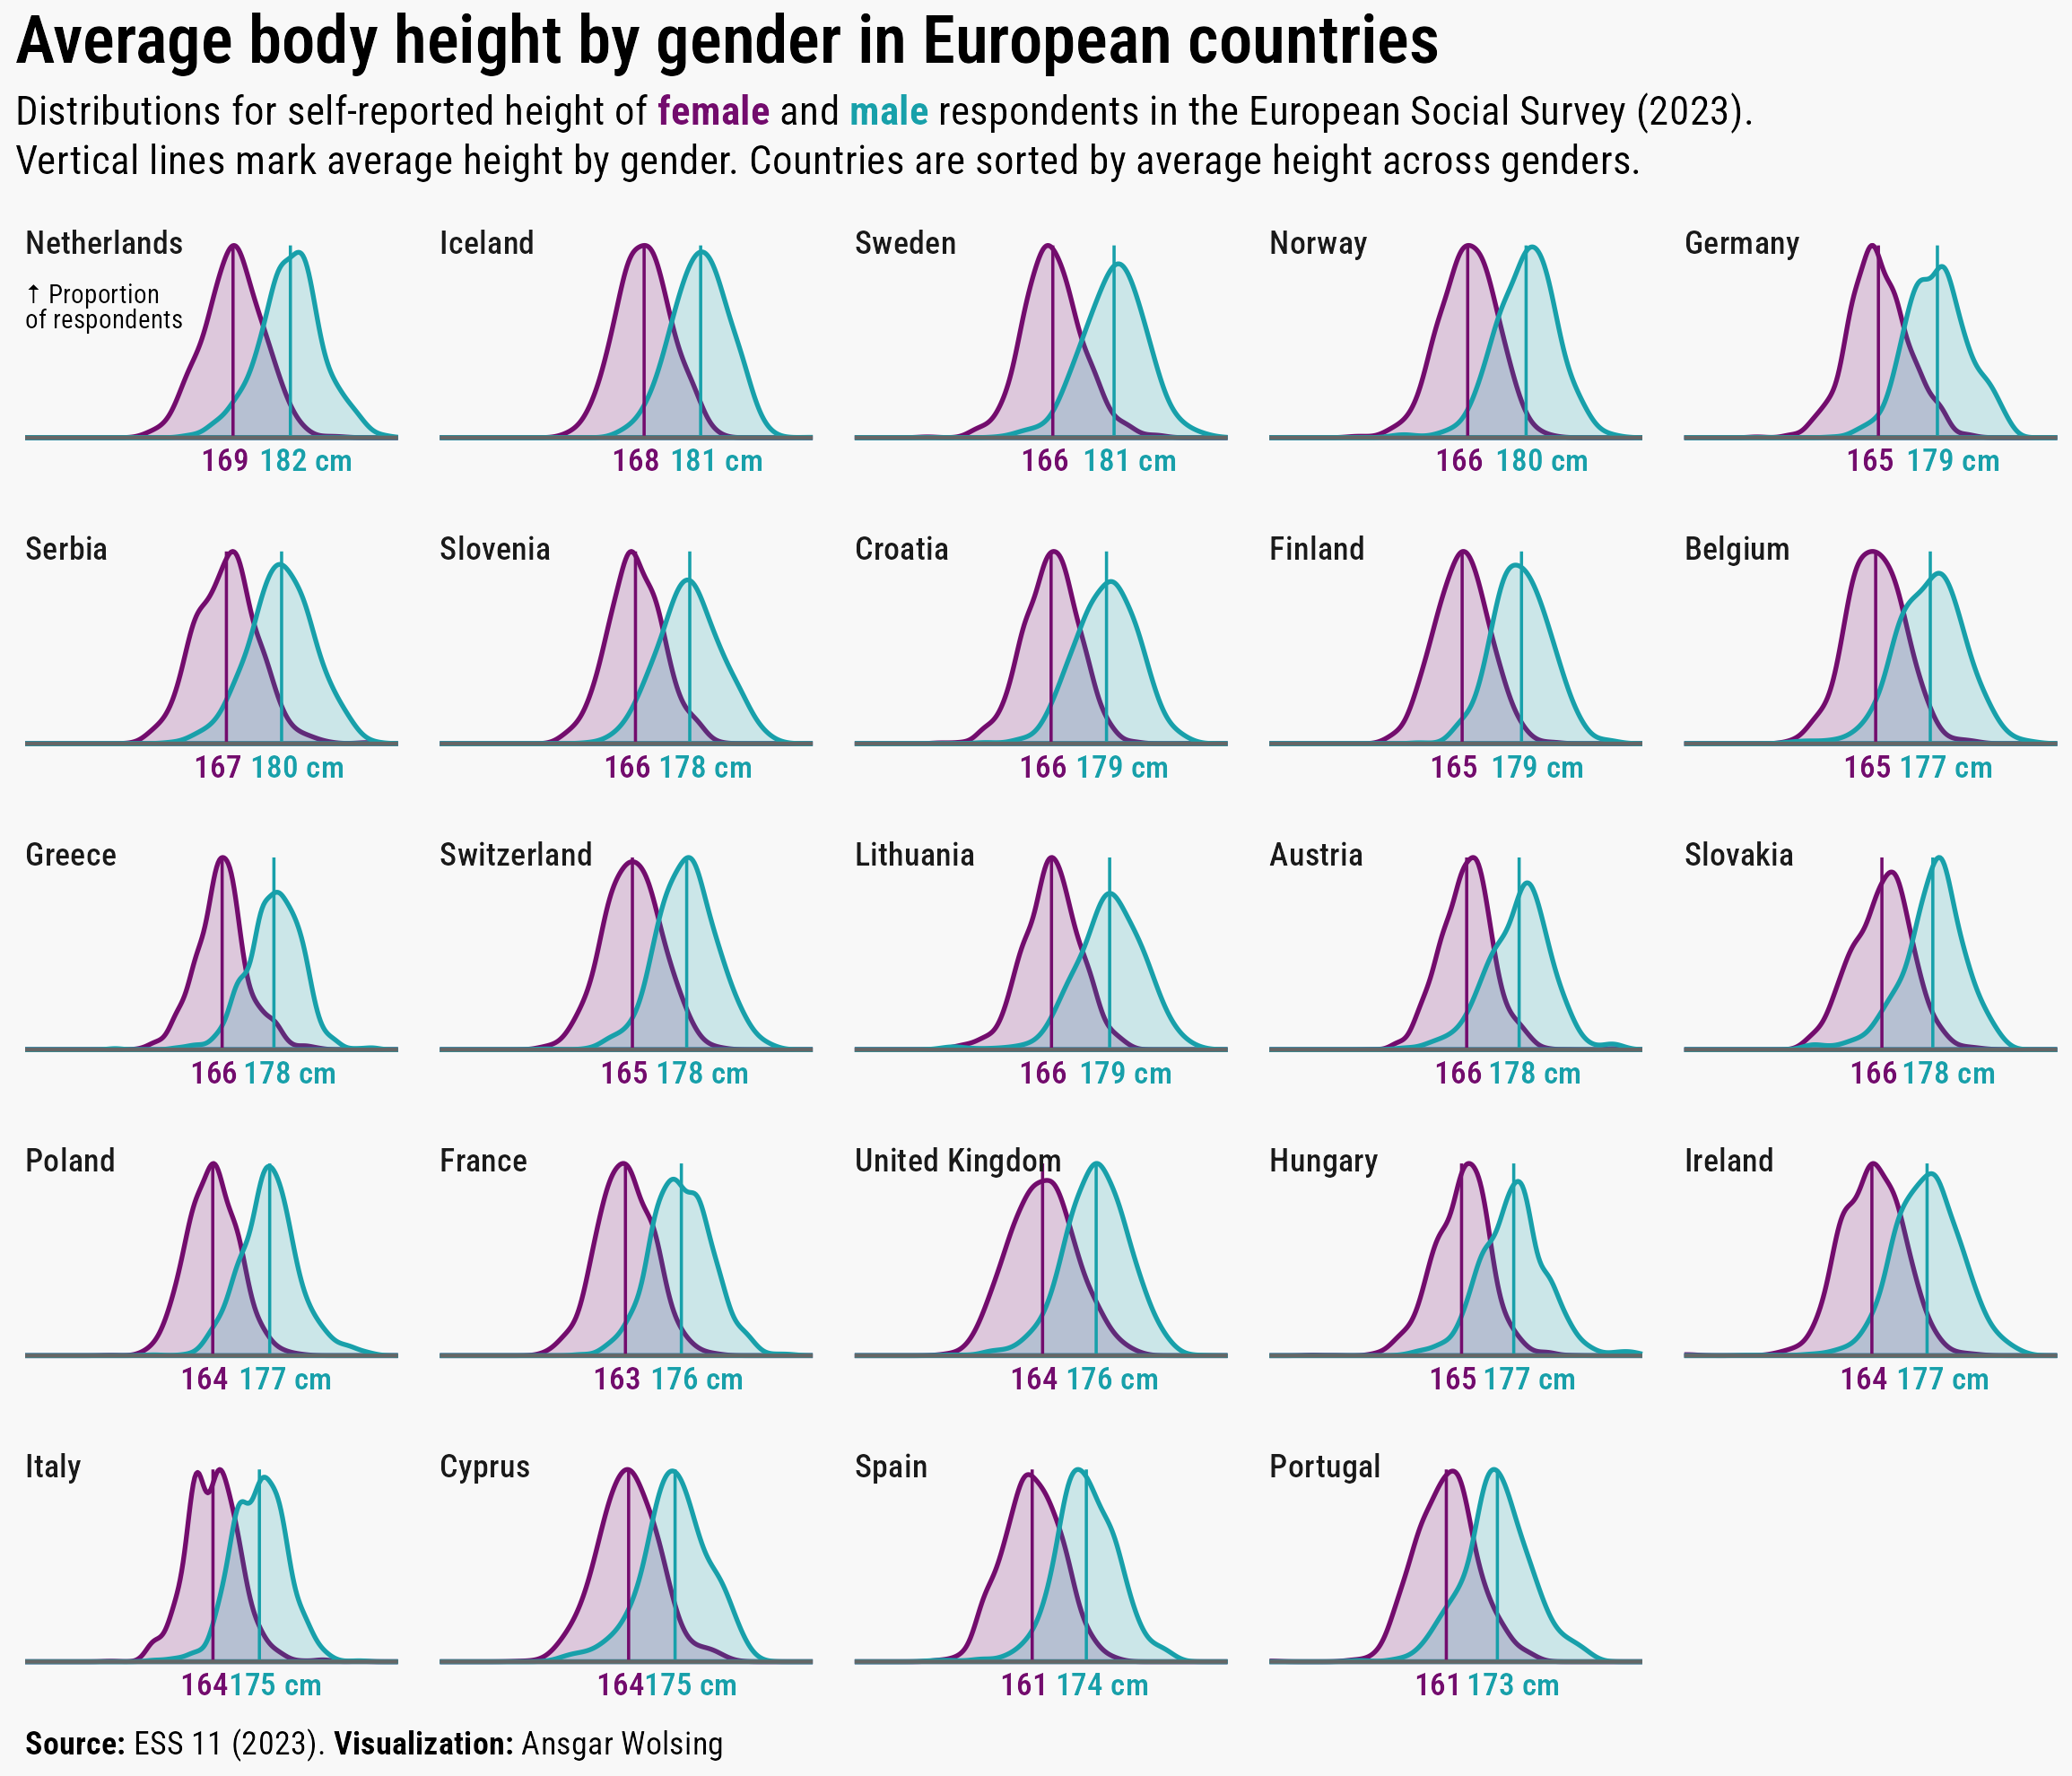 Average body height by gender in European countries
Distributions for self-reported height of female and male respondents in the European Social Survey (2023).
Vertical lines mark average height by gender. Countries are sorted by average height across genders.
Netherlands
↑ Proportion
of respondents
169 182 cm
Iceland
168 181 cm
Sweden
166 181 cm
Norway
166 180 cm
Germany
165 179 cm
Serbia
167 180 cm
Slovenia
166 178 cm
Croatia
166 179 cm
Finland
165 179 cm
Belgium
165 177 cm
Greece
166 178 cm
Switzerland
165 178 cm
Lithuania
166 179 cm
Austria
166 178 cm
Slovakia
166 178 cm
Poland
164 177 cm
France
163 176 cm
United Kingdom
164 176 cm
Hungary
165 177 cm
Ireland
164 177 cm
Italy
164 175 cm
Cyprus
164 175 cm
Spain
161 174 cm
Portugal
161 173 cm
Source: ESS 11 (2023). Visualization: Ansgar Wolsing